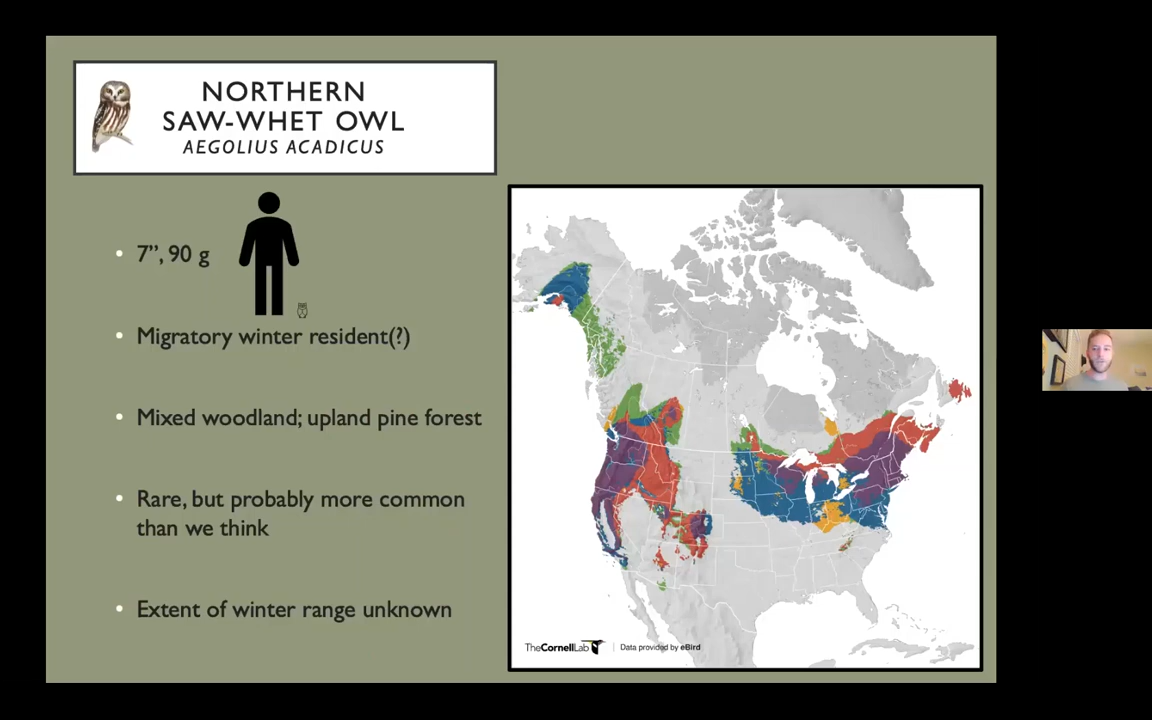 NORTHERN
SAW-WHET OWL
AEGOLIUS ACADICUS
• 7”, 90 g
• Migratory winter resident(?)
• Mixed woodland; upland pine forest
• Rare, but probably more common
than we think
• Extent of winter range unknown
TheCornellLab | Data provided by eBird